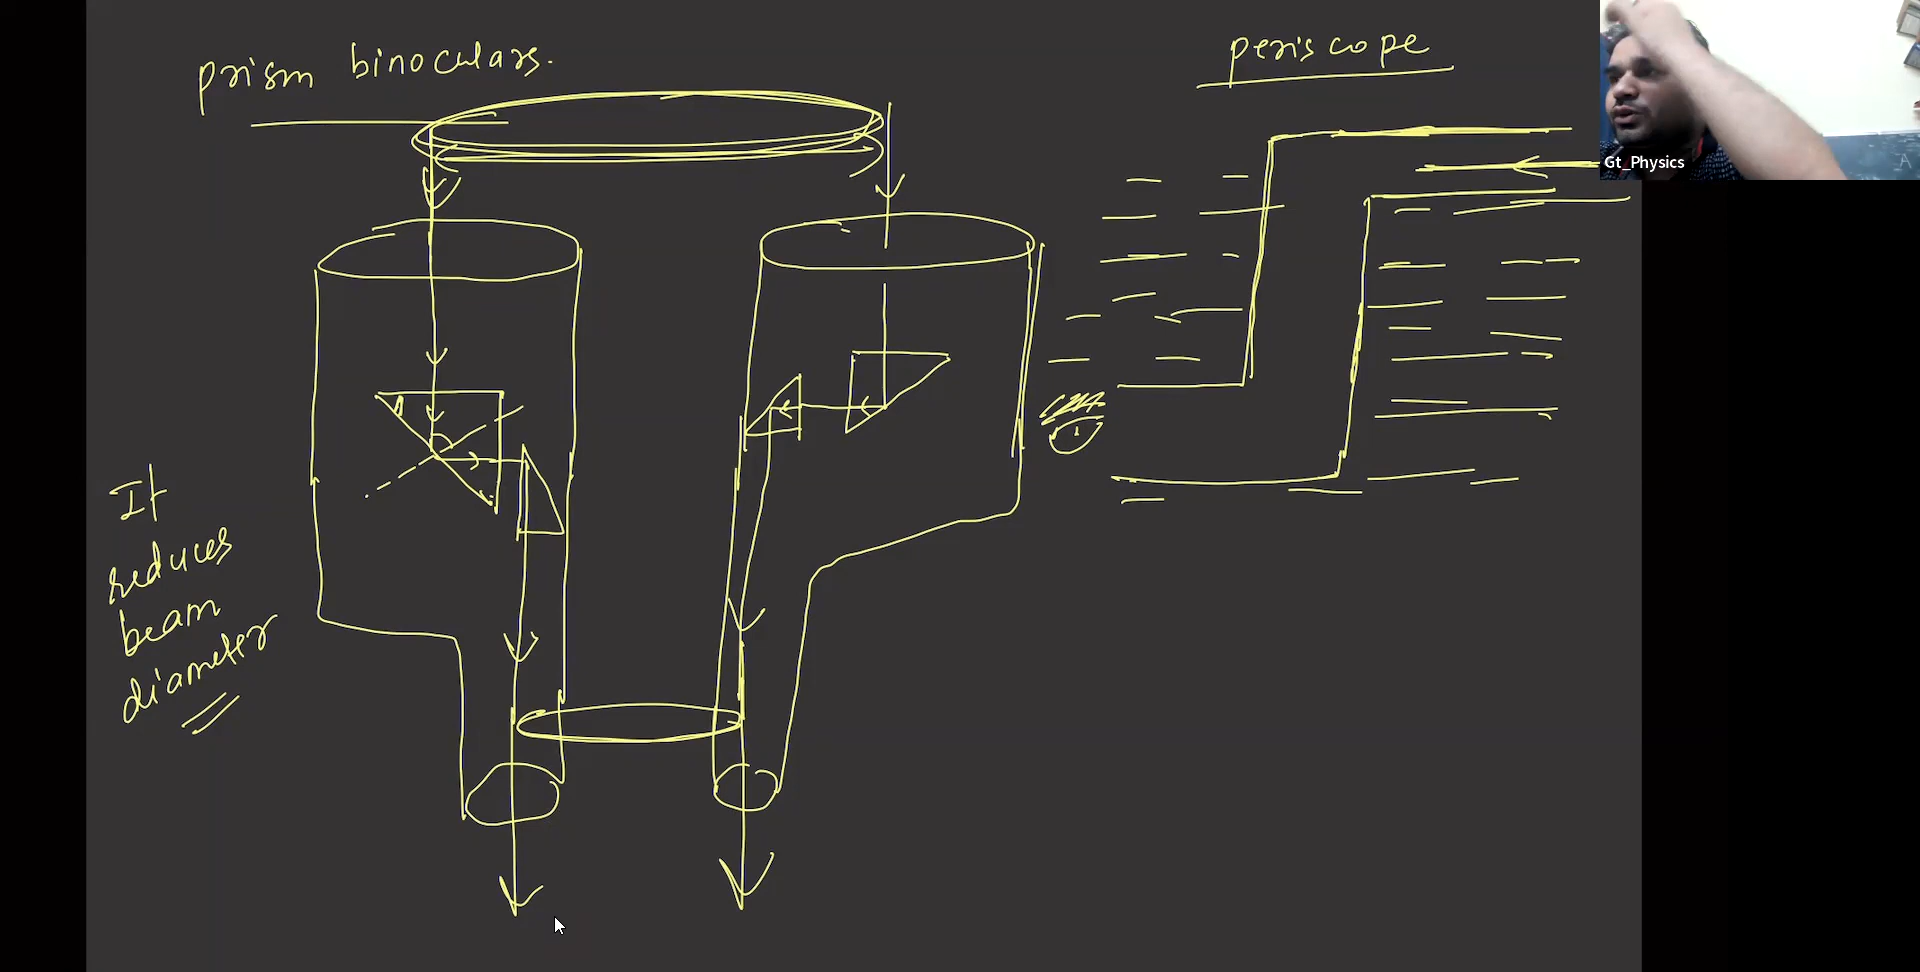 prism binoculars.
periscope
Gt_Physics
It
reduces
beam
diameter